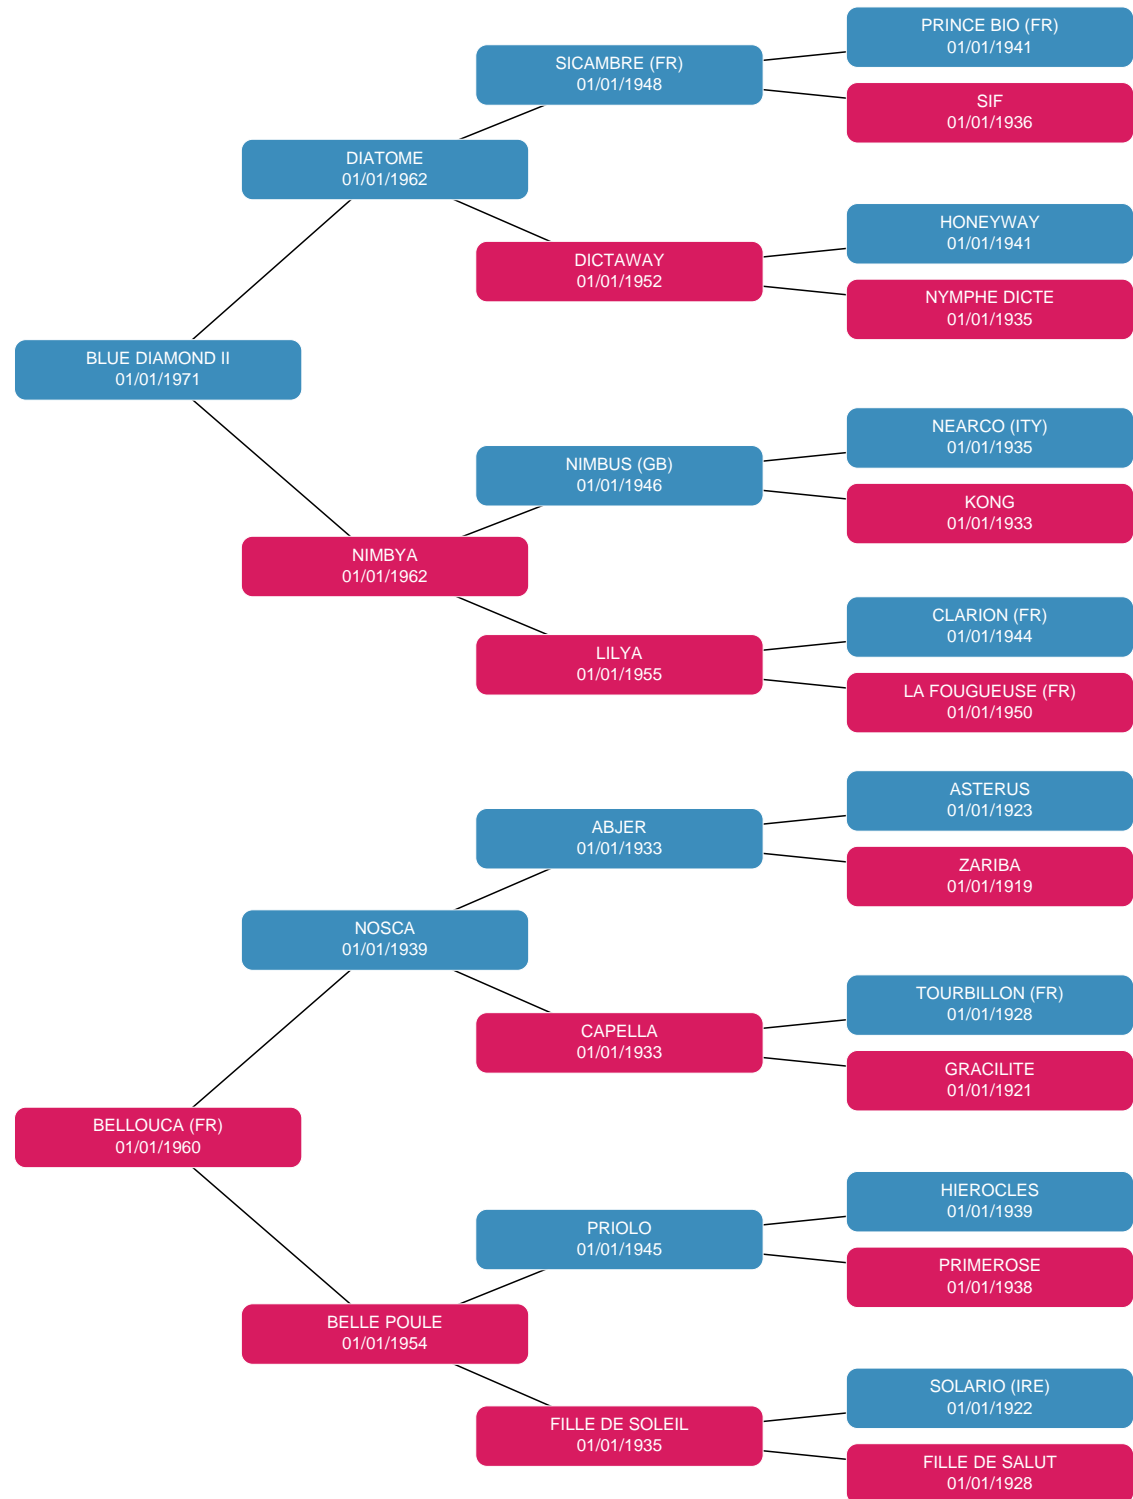 PRINCE BIO (FR)
01/01/1941
SICAMBRE (FR)
01/01/1948
SIF
01/01/1936
DIATOME
01/01/1962
HONEYWAY
01/01/1941
DICTAWAY
01/01/1952
NYMPHE DICTE
01/01/1935
BLUE DIAMOND II
01/01/1971
NEARCO (ITY)
01/01/1935
NIMBUS (GB)
01/01/1946
KONG
01/01/1933
NIMBYA
01/01/1962
CLARION (FR)
01/01/1944
LILYA
01/01/1955
LA FOUGUEUSE (FR)
01/01/1950
ASTERUS
01/01/1923
ABJER
01/01/1933
ZARIBA
01/01/1919
NOSCA
01/01/1939
TOURBILLON (FR)
01/01/1928
CAPELLA
01/01/1933
GRACILITE
01/01/1921
BELLOUCA (FR)
01/01/1960
HIEROCLES
01/01/1939
PRIOLO
01/01/1945
PRIMEROSE
01/01/1938
BELLE POULE
01/01/1954
SOLARIO (IRE)
01/01/1922
FILLE DE SOLEIL
01/01/1935
FILLE DE SALUT
01/01/1928